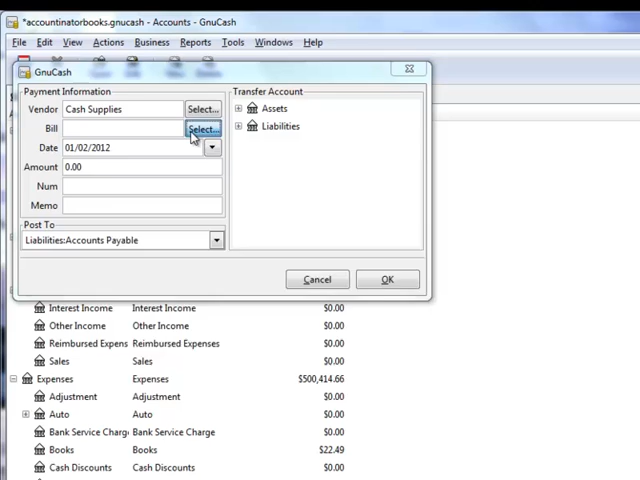 *accountinatorbooks.gnucash - Accounts - GnuCash
File Edit View Actions Business Reports Tools Windows Help
GnuCash
Payment Information
Transfer Account
Vendor Cash Supplies Select...
Assets
Bill Select...
Liabilities
Date 01/02/2012
Amount 0.00
Num
Memo
Post To
Liabilities:Accounts Payable
Cancel OK
Interest Income Interest Income $0.00
Other Income Other Income $0.00
Reimbursed Expens Reimbursed Expenses $0.00
Sales Sales $0.00
Expenses Expenses $500,414.66
Adjustment Adjustment $0.00
Auto Auto $0.00
Bank Service Charg Bank Service Charge $0.00
Books Books $22.49
Cash Discounts Cash Discounts $0.00